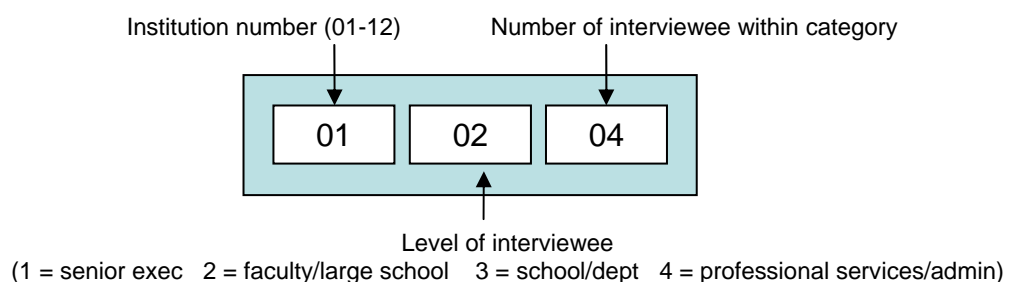 Institution number (01-12) Number of interviewee within category
01 02 04
Level of interviewee
(1 = senior exec 2 = faculty/large school 3 = school/dept 4 = professional services/admin)